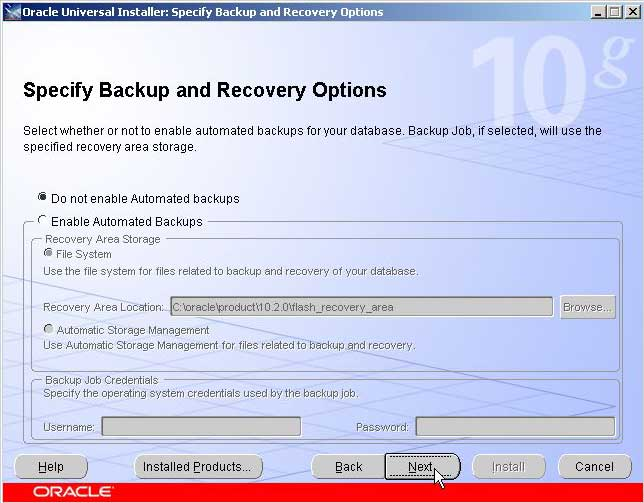 Oracle Universal Installer: Specify Backup and Recovery Options
10g
Specify Backup and Recovery Options
Select whether or not to enable automated backups for your database. Backup Job, if selected, will use the
specified recovery area storage.
Do not enable Automated backups
Enable Automated Backups
Recovery Area Storage
File System
Use the file system for files related to backup and recovery of your database.
Recovery Area Location: C:\oracle\product\10.2.0\flash_recovery_area Browse...
Automatic Storage Management
Use Automatic Storage Management for files related to backup and recovery.
Backup Job Credentials
Specify the operating system credentials used by the backup job.
Username: Password:
Help Installed Products... Back Next Install Cancel
ORACLE